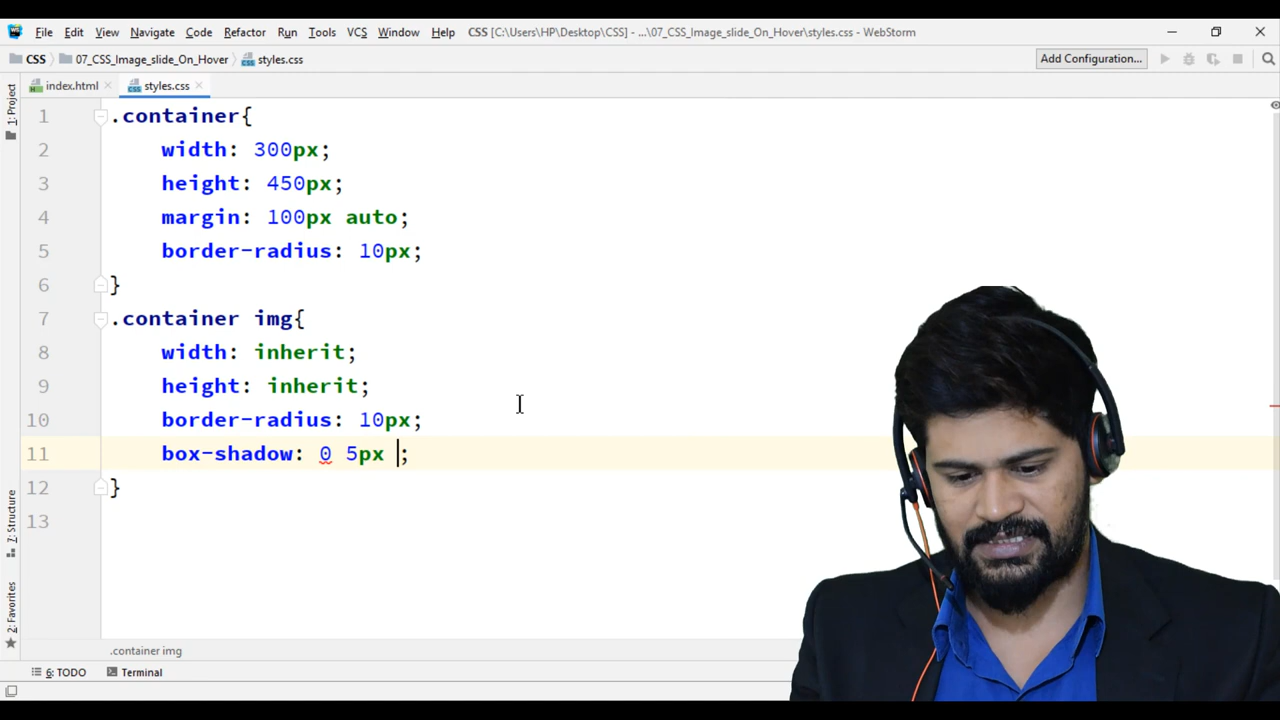 File Edit View Navigate Code Refactor Run Tools VCS Window Help CSS [C:\Users\HP\Desktop\CSS] - ...\07_CSS_Image_slide_On_Hover\styles.css - WebStorm
CSS 07_CSS_Image_slide_On_Hover styles.css Add Configuration...
index.html styles.css
1: Project
1 .container{
2 width: 300px;
3 height: 450px;
4 margin: 100px auto;
5 border-radius: 10px;
6 }
7 .container img{
8 width: inherit;
9 height: inherit;
10 border-radius: 10px;
11 box-shadow: 0 5px ;
12 }
13
7: Structure
2: Favorites
.container img
6: TODO Terminal